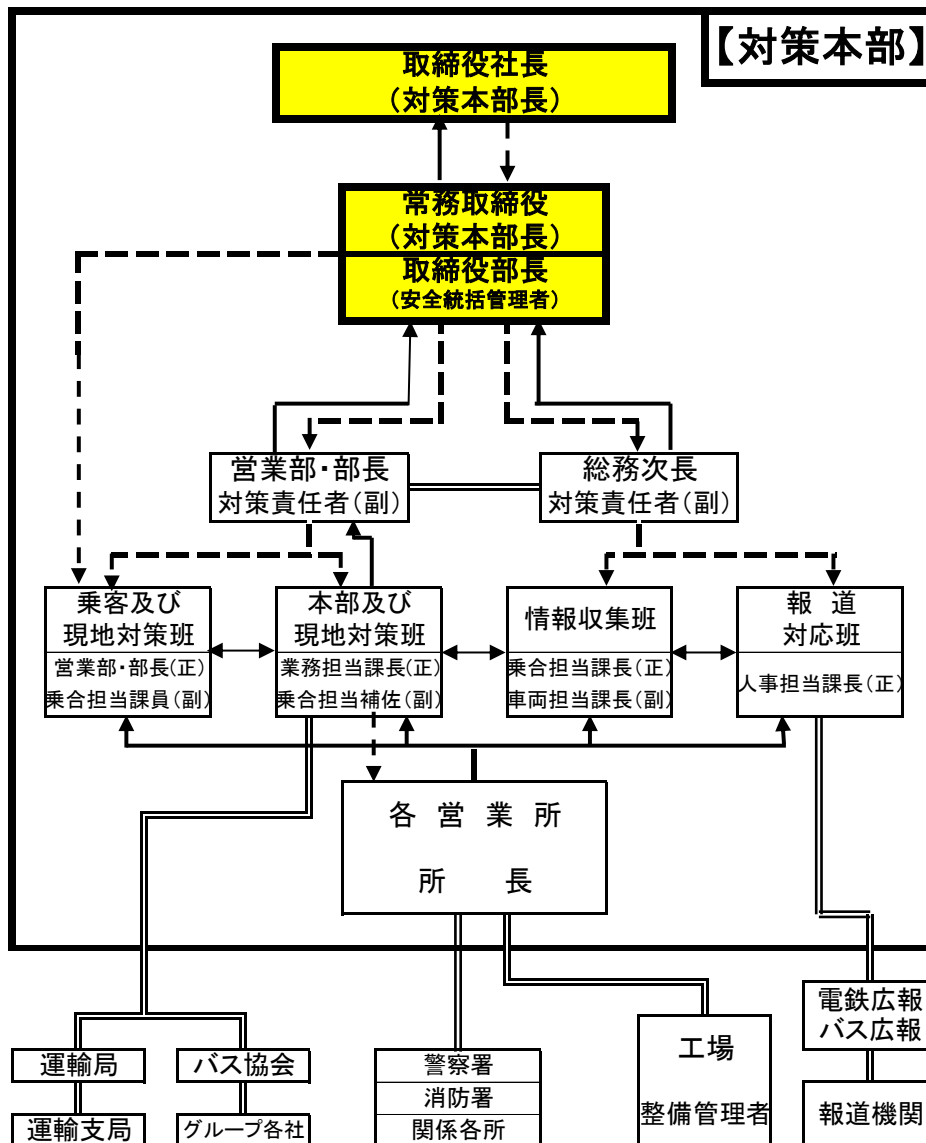 【対策本部】
取締役社長
（対策本部長）
常務取締役
（対策本部長）
取締役部長
（安全統括管理者）
営業部・部長
対策責任者（副）
総務次長
対策責任者（副）
乗客及び
現地対策班
営業部・部長（正）
乗合担当課員（副）
本部及び
現地対策班
業務担当課長（正）
乗合担当補佐（副）
情報収集班
乗合担当課長（正）
車両担当課長（副）
報　道
対応班
人事担当課長（正）
各　営　業　所
所　　長
電鉄広報
バス広報
報道機関
運輸局
運輸支局
バス協会
グループ各社
警察署
消防署
関係各所
工場
整備管理者